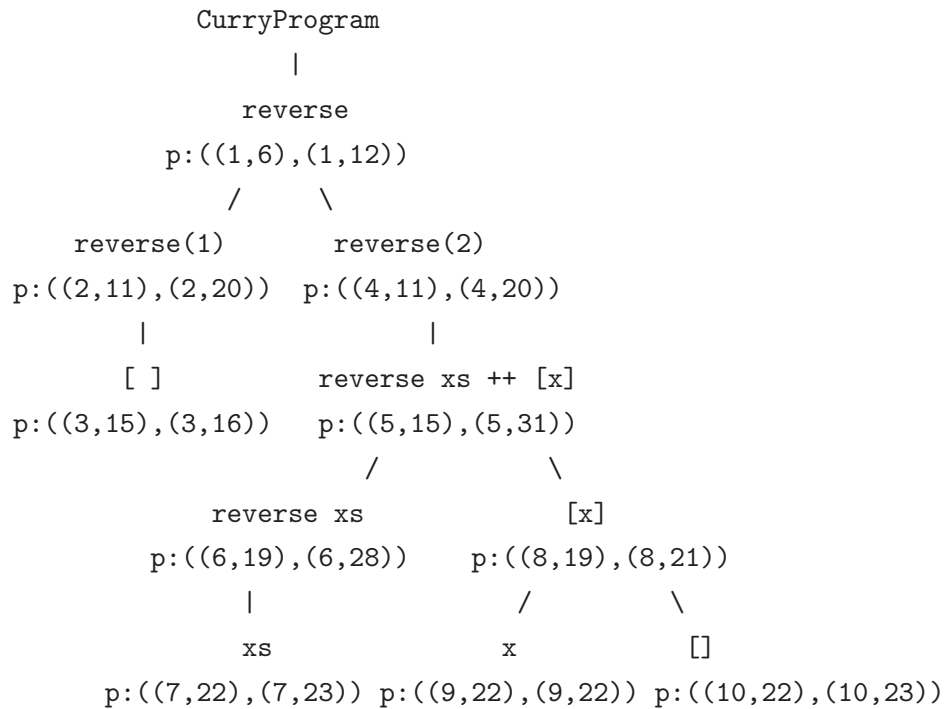 CurryProgram
|
reverse
p:((1,6),(1,12))
/ \
reverse(1) reverse(2)
p:((2,11),(2,20)) p:((4,11),(4,20))
| |
[ ] reverse xs ++ [x]
p:((3,15),(3,16)) p:((5,15),(5,31))
/ \
reverse xs [x]
p:((6,19),(6,28)) p:((8,19),(8,21))
| / \
xs x []
p:((7,22),(7,23)) p:((9,22),(9,22)) p:((10,22),(10,23))